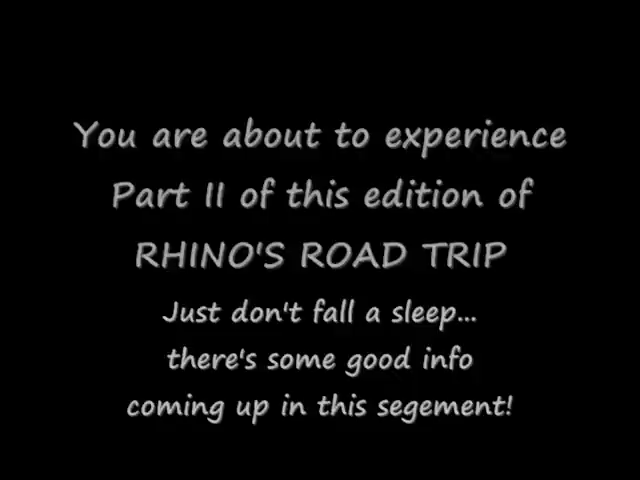 You are about to experience
Part II of this edition of
RHINO'S ROAD TRIP
Just don't fall a sleep...
there's some good info
coming up in this segement!